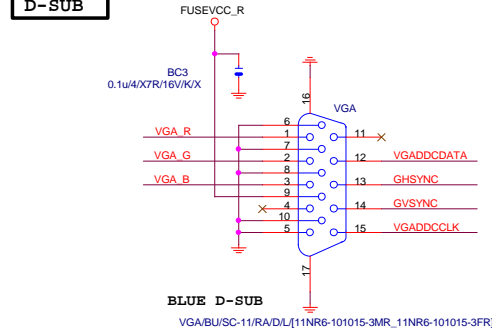 D-SUB
FUSEVCC_R
BC3
0.1u/4/X7R/16V/K/X
16
VGA
6
VGA_R 1 11
7
VGA_G 2 12 VGADDCDATA
8
VGA_B 3 13 GHSYNC
9
4 14 GVSYNC
10
5 15 VGADDCCLK
17
BLUE D-SUB
VGA/BU/SC-11/RA/D/L/[11NR6-101015-3MR_11NR6-101015-3FR]